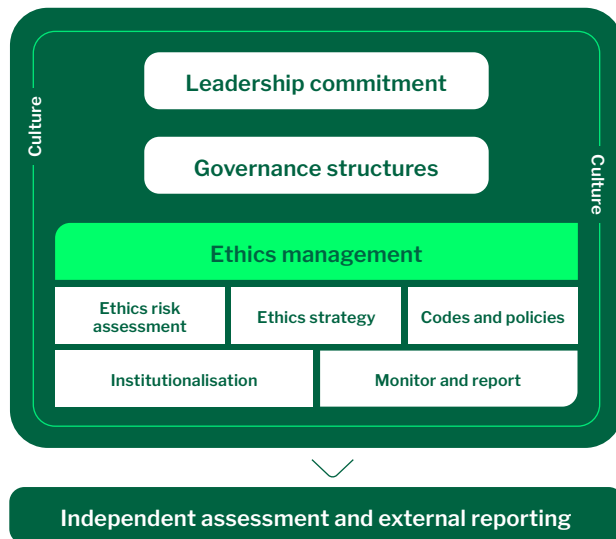 Leadership commitment
Culture
Governance structures
Culture
Ethics management
Ethics risk
assessment
Ethics strategy
Codes and policies
Institutionalisation
Monitor and report
Independent assessment and external reporting